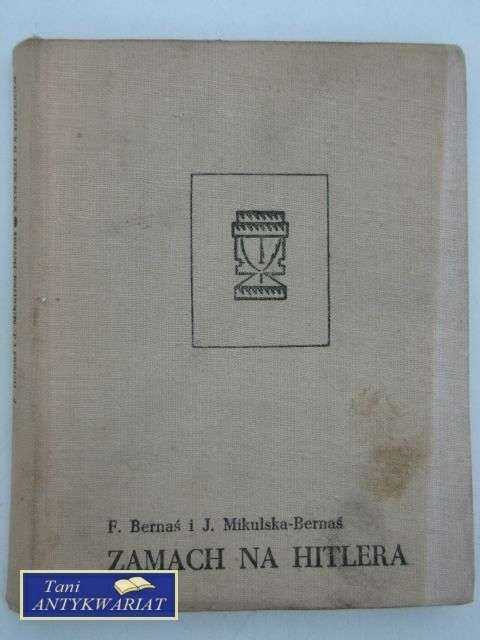 F. Bernaś i J. Mikulska-Bernaś
ZAMACH NA HITLERA
Tani
ANTYKWARIAT